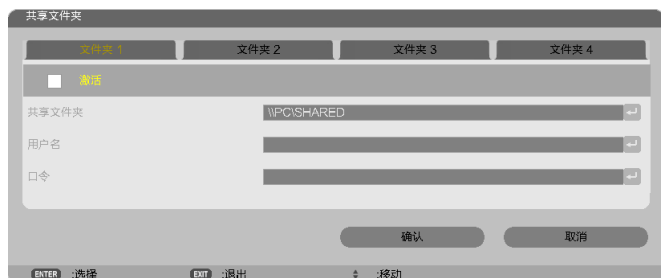 共享文件夹
文件夹 1 文件夹 2 文件夹 3 文件夹 4
激活
共享文件夹 \\PC\SHARED
用户名
口令
确认 取消
ENTER :选择 EXIT :退出 :移动